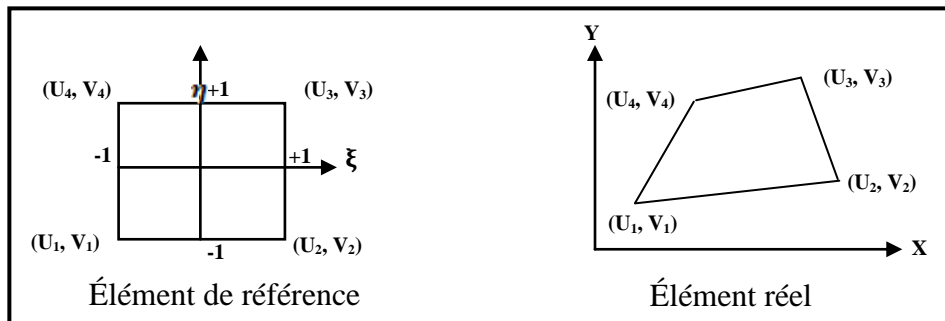 η +1
(U₄, V₄)
(U₃, V₃)
-1
+1
ξ
(U₁, V₁)
-1
(U₂, V₂)
Élément de référence
Y
(U₃, V₃)
(U₄, V₄)
(U₂, V₂)
(U₁, V₁)
X
Élément réel